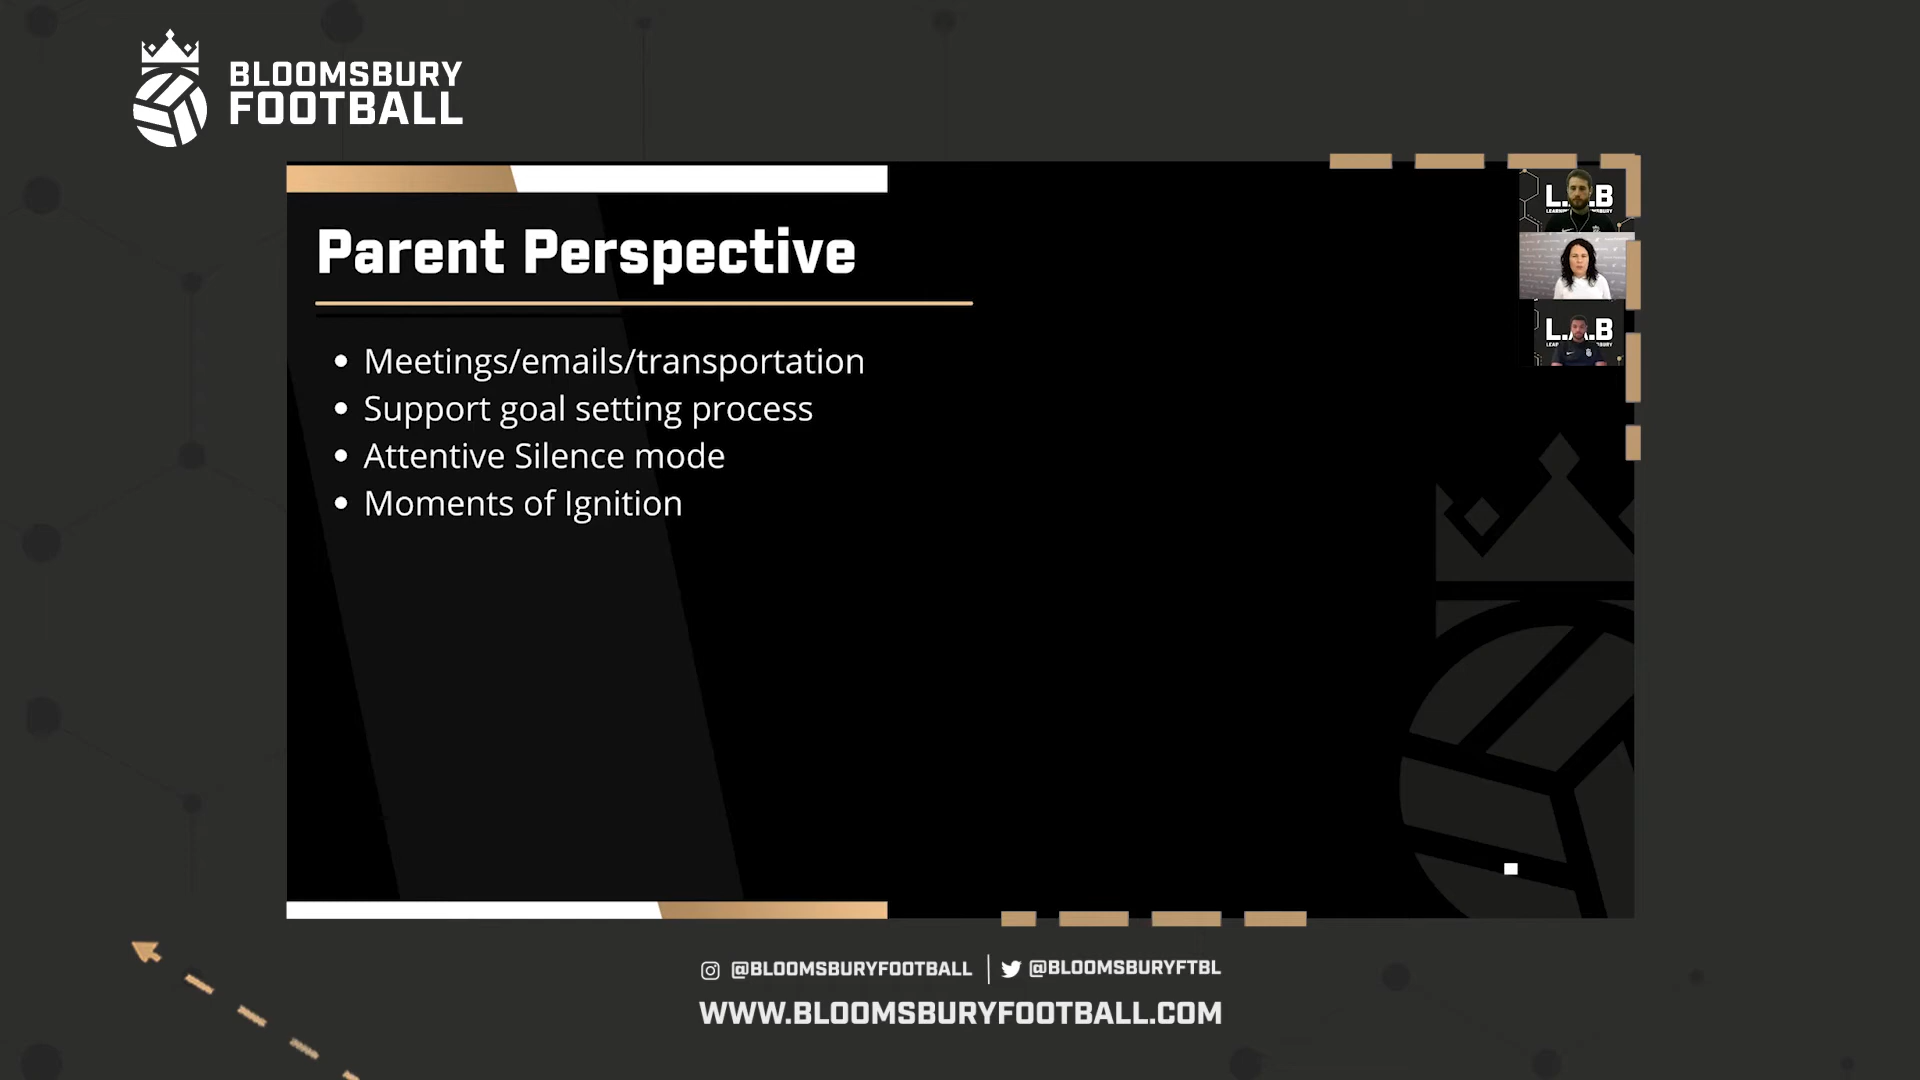 BLOOMSBURY
FOOTBALL
Parent Perspective
Meetings/emails/transportation
Support goal setting process
Attentive Silence mode
Moments of Ignition
@BLOOMSBURYFOOTBALL
@BLOOMSBURYFTBL
WWW.BLOOMSBURYFOOTBALL.COM